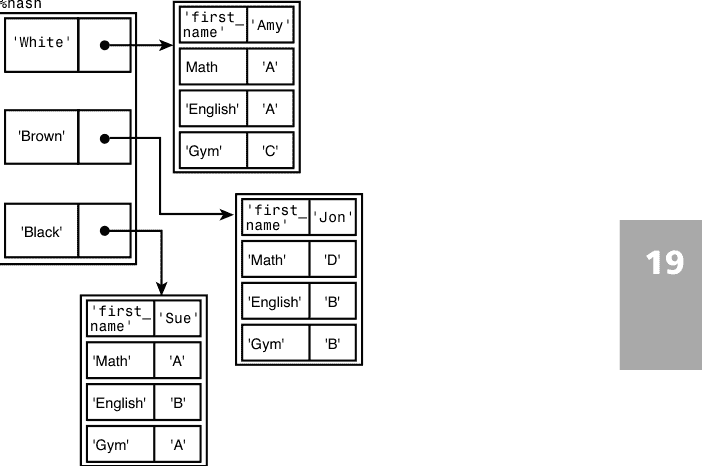 %hash
'White'
'first_
name'
'Amy'
Math
'A'
'English'
'A'
'Gym'
'C'
'Brown'
'first_
name'
'Jon'
'Math'
'D'
'English'
'B'
'Gym'
'B'
'Black'
'first_
name'
'Sue'
'Math'
'A'
'English'
'B'
'Gym'
'A'
19